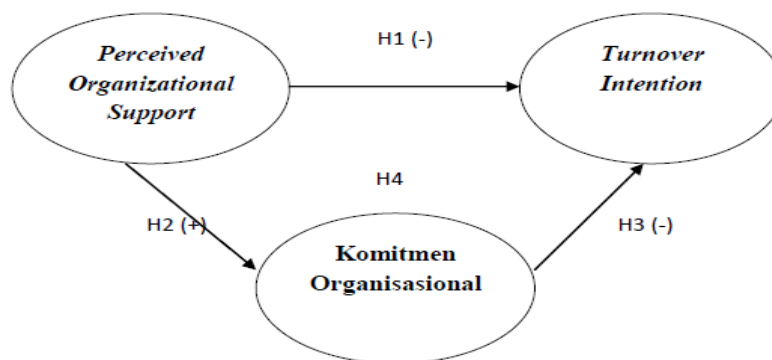 Perceived
Organizational
Support
H1 (-)
Turnover
Intention
H4
H2 (+)
H3 (-)
Komitmen
Organisasional